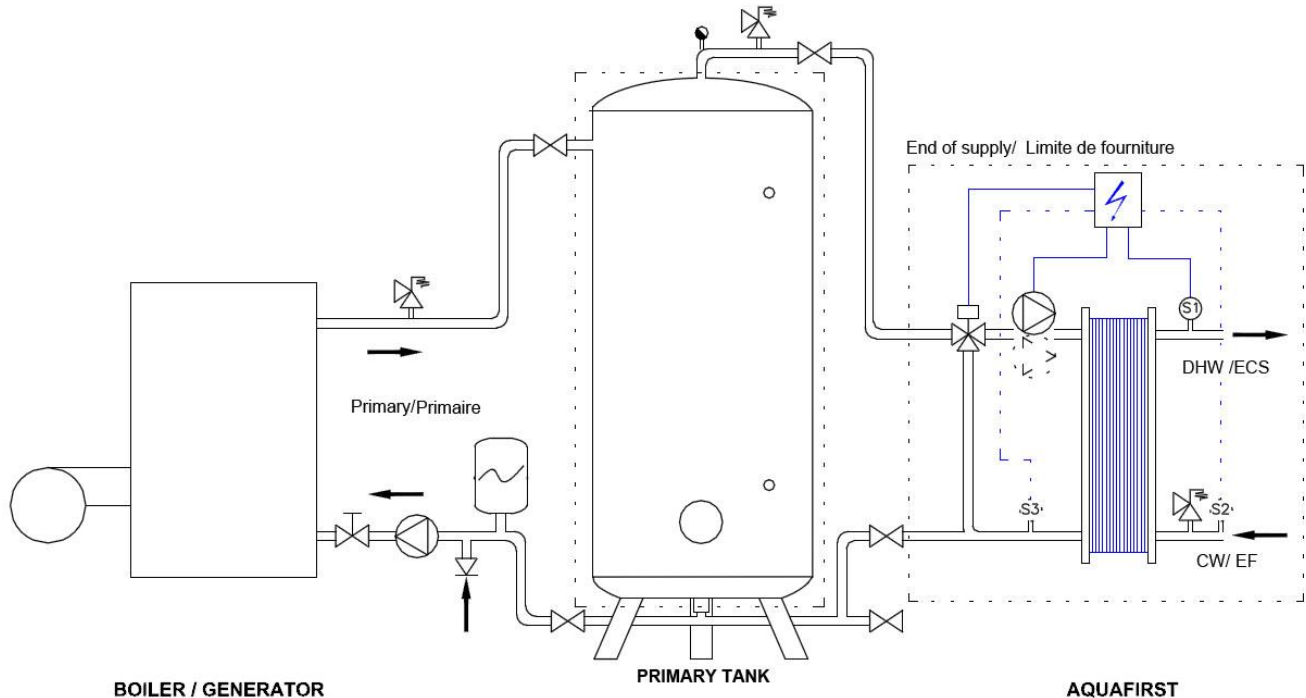 End of supply/ Limite de fourniture
S1
DHW /ECS
Primary/Primaire
S3
S2
CW/ EF
BOILER / GENERATOR
PRIMARY TANK
AQUAFIRST